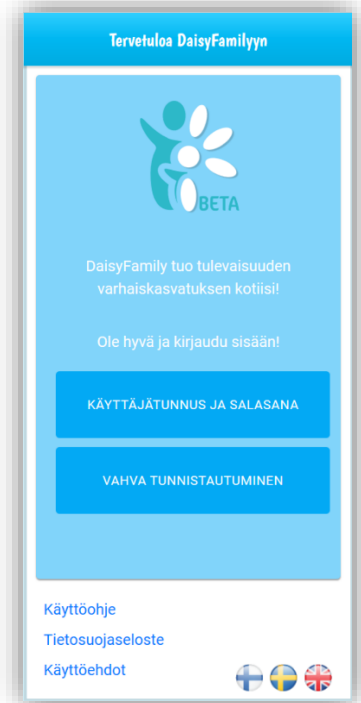 Tervetuloa DaisyFamilyyn
BETA
DaisyFamily tuo tulevaisuuden
varhaiskasvatuksen kotiisi!
Ole hyvä ja kirjaudu sisään!
KÄYTTÄJÄTUNNUS JA SALASANA
VAHVA TUNNISTAUTUMINEN
Käyttöohje
Tietosuojaseloste
Käyttöehdot